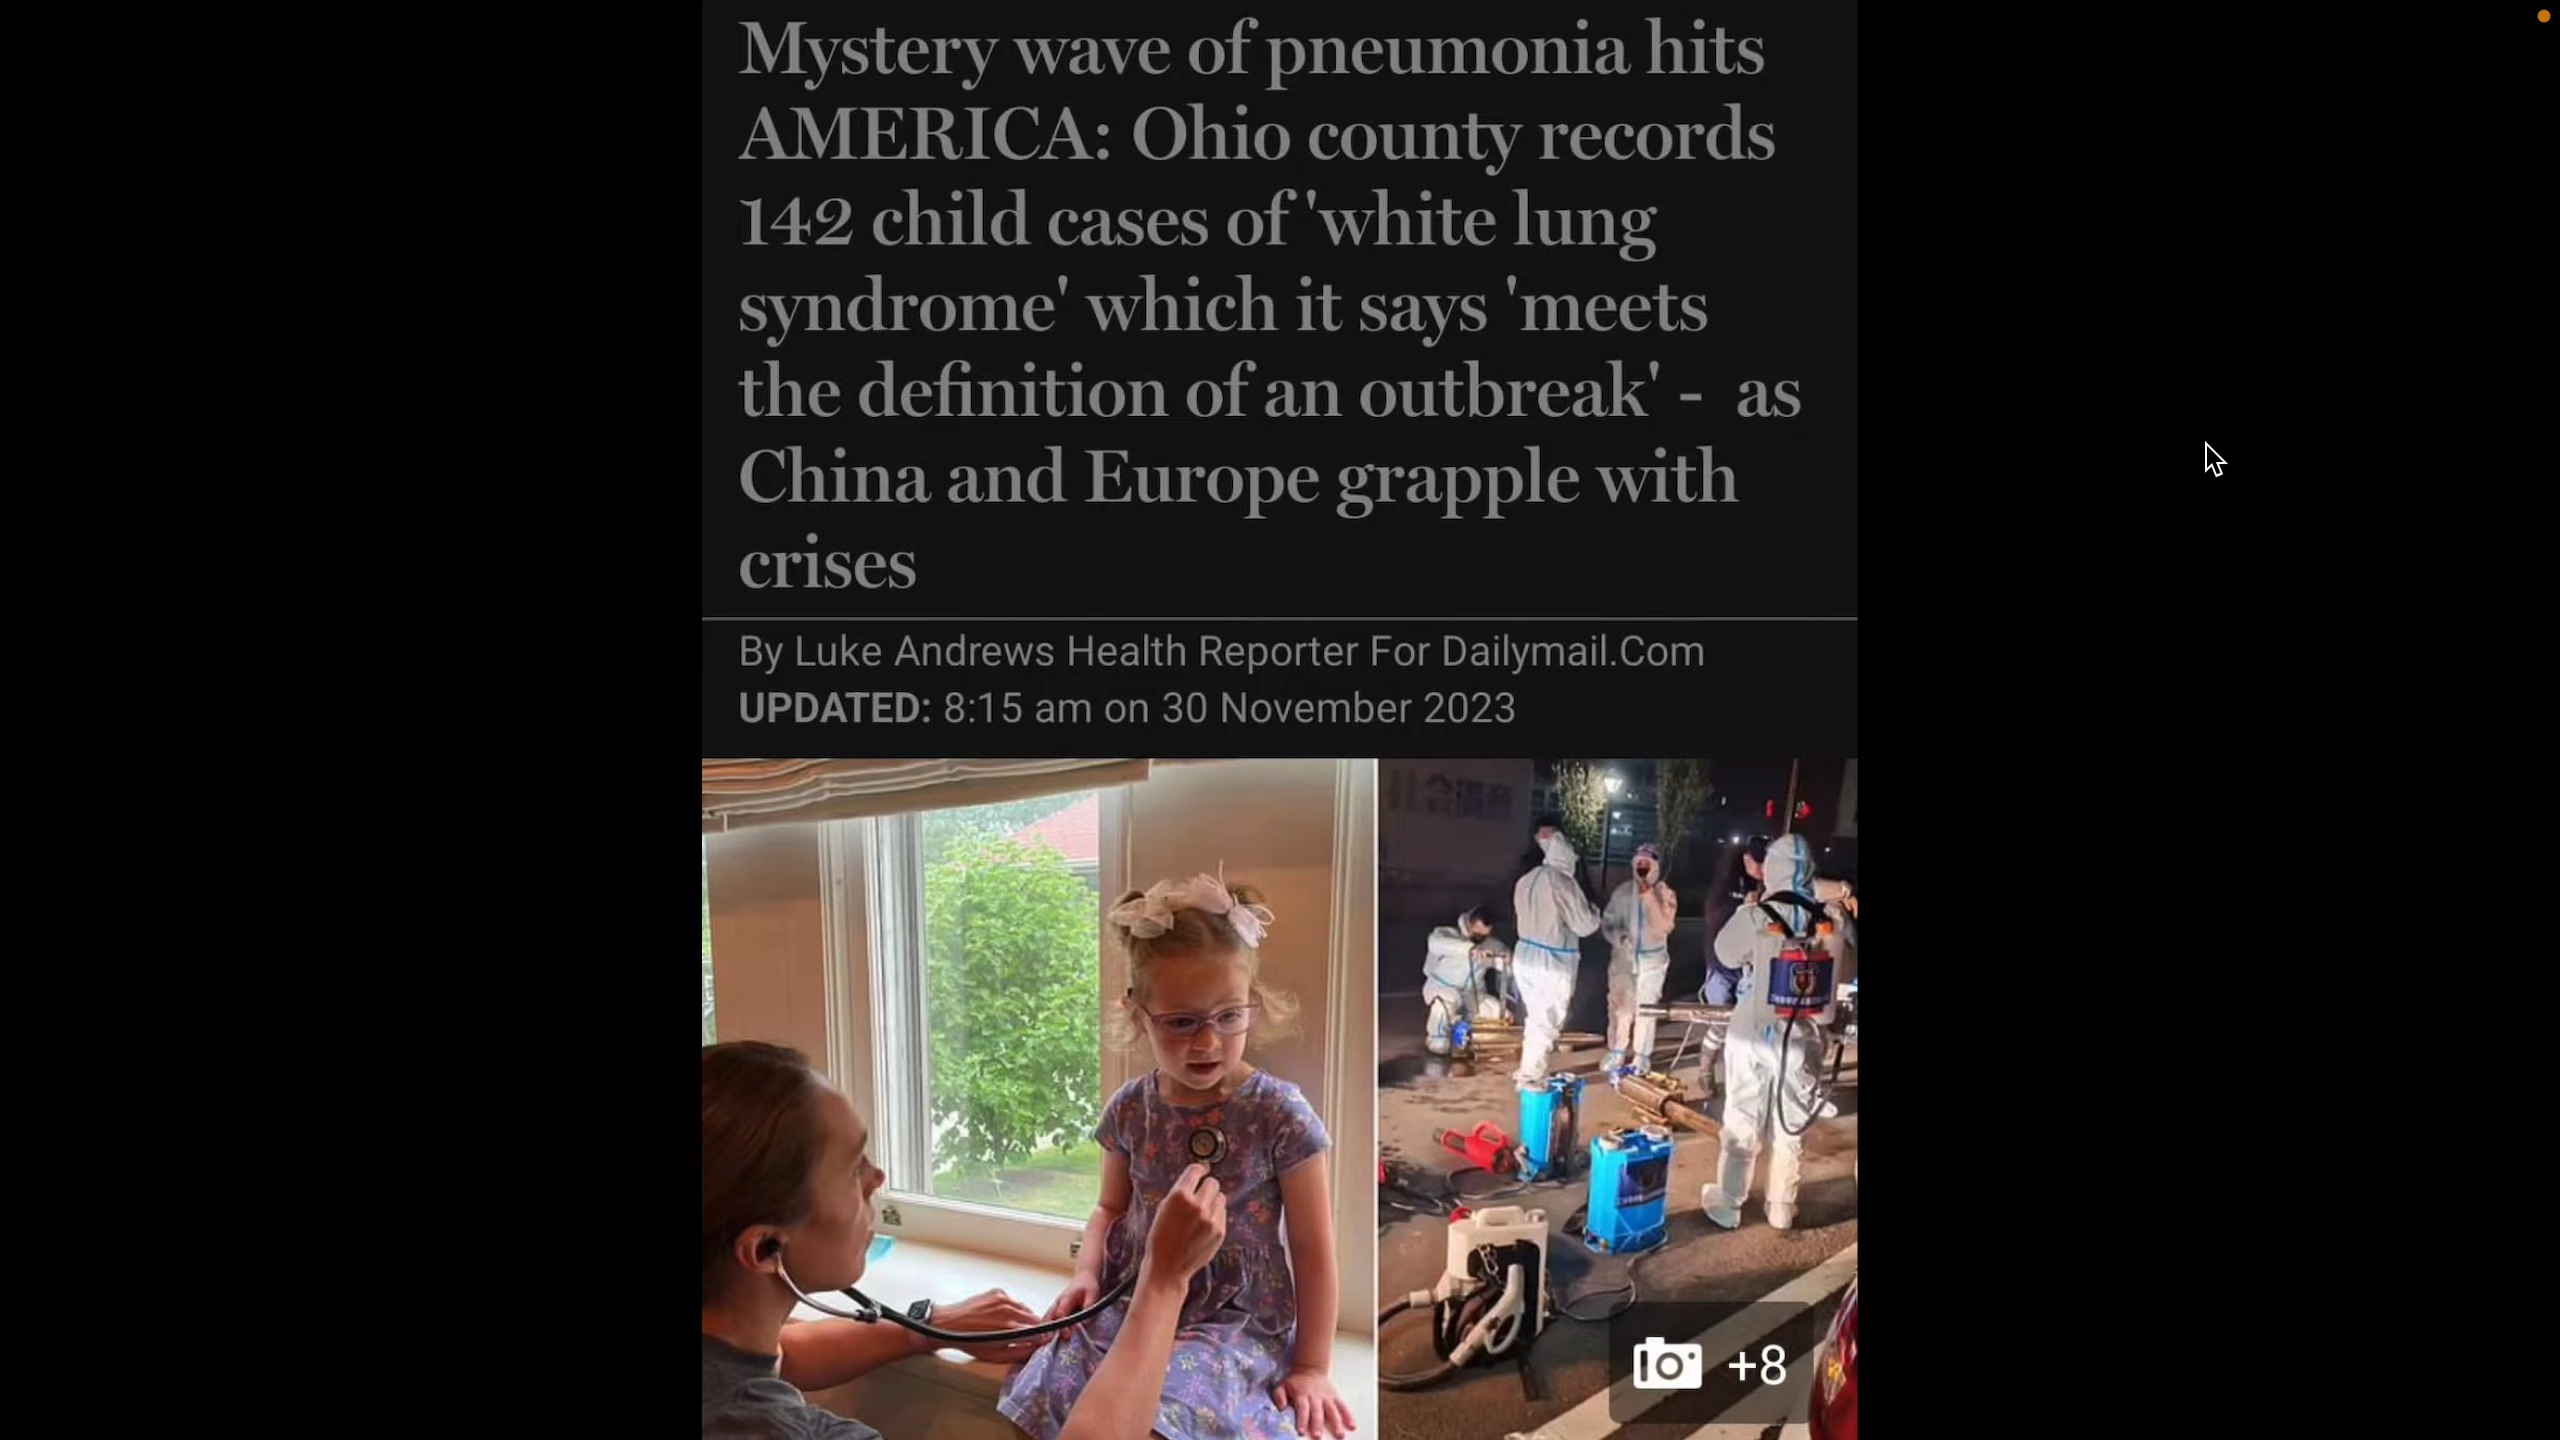 Mystery wave of pneumonia hits
AMERICA: Ohio county records
142 child cases of 'white lung
syndrome' which it says 'meets
the definition of an outbreak' - as
China and Europe grapple with
crises
By Luke Andrews Health Reporter For Dailymail.Com
UPDATED: 8:15 am on 30 November 2023
+8